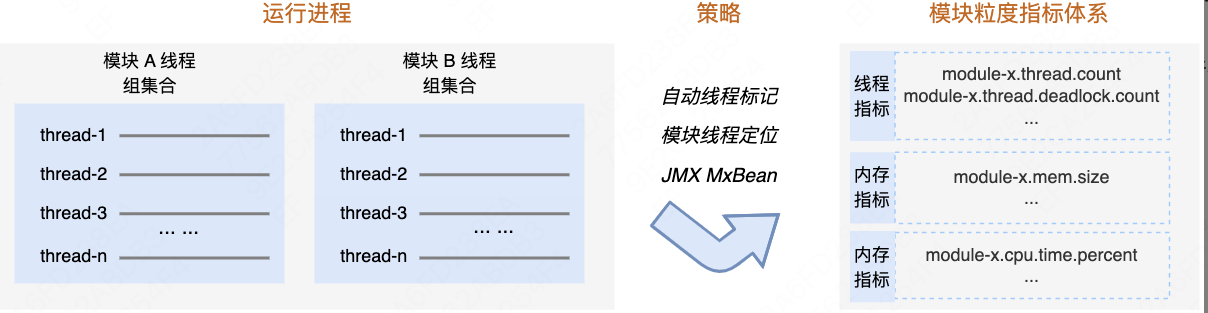 运行进程
模块 A 线程
组集合
thread-1
thread-2
thread-3
... ...
thread-n
模块 B 线程
组集合
thread-1
thread-2
thread-3
... ...
thread-n
策略
自动线程标记
模块线程定位
JMX MxBean
模块粒度指标体系
线程
指标
module-x.thread.count
module-x.thread.deadlock.count
...
内存
指标
module-x.mem.size
...
内存
指标
module-x.cpu.time.percent
...